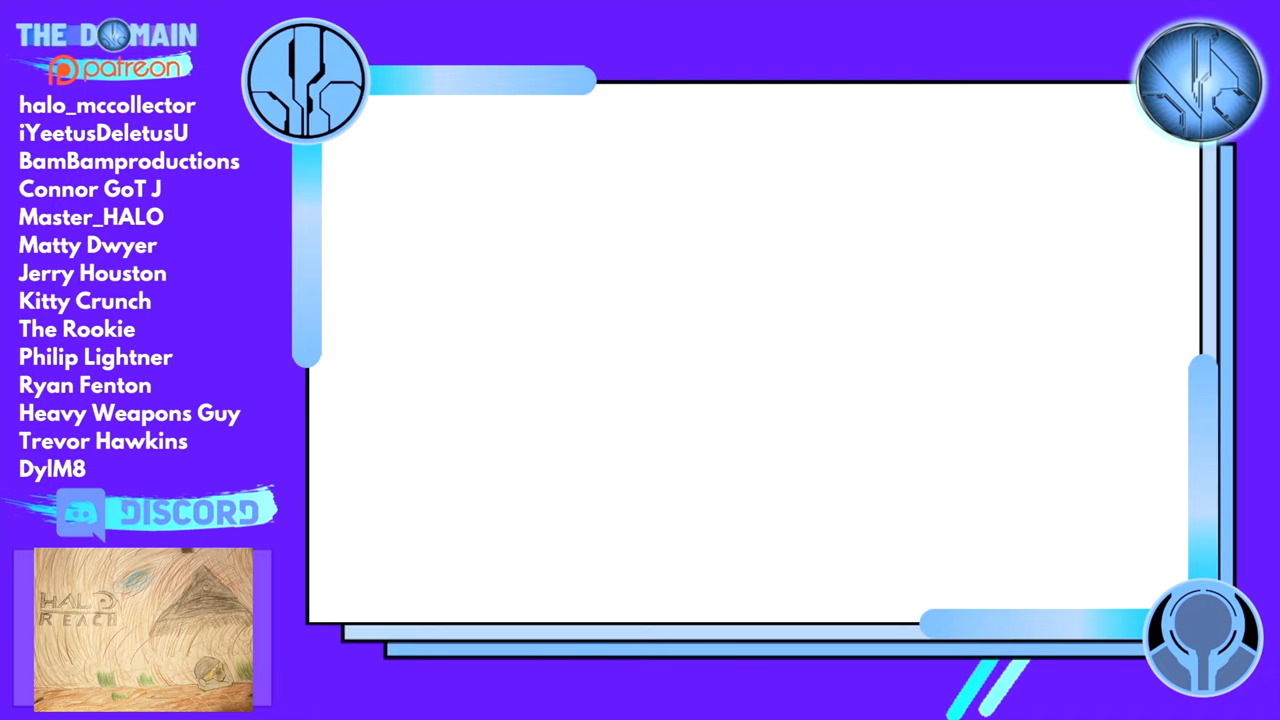 THE DOMAIN
patreon
halo_mccollector
iYeetusDeletusU
BamBamproductions
Connor GoT J
Master_HALO
Matty Dwyer
Jerry Houston
Kitty Crunch
The Rookie
Philip Lightner
Ryan Fenton
Heavy Weapons Guy
Trevor Hawkins
DylM8
DISCORD
HALO
REACH